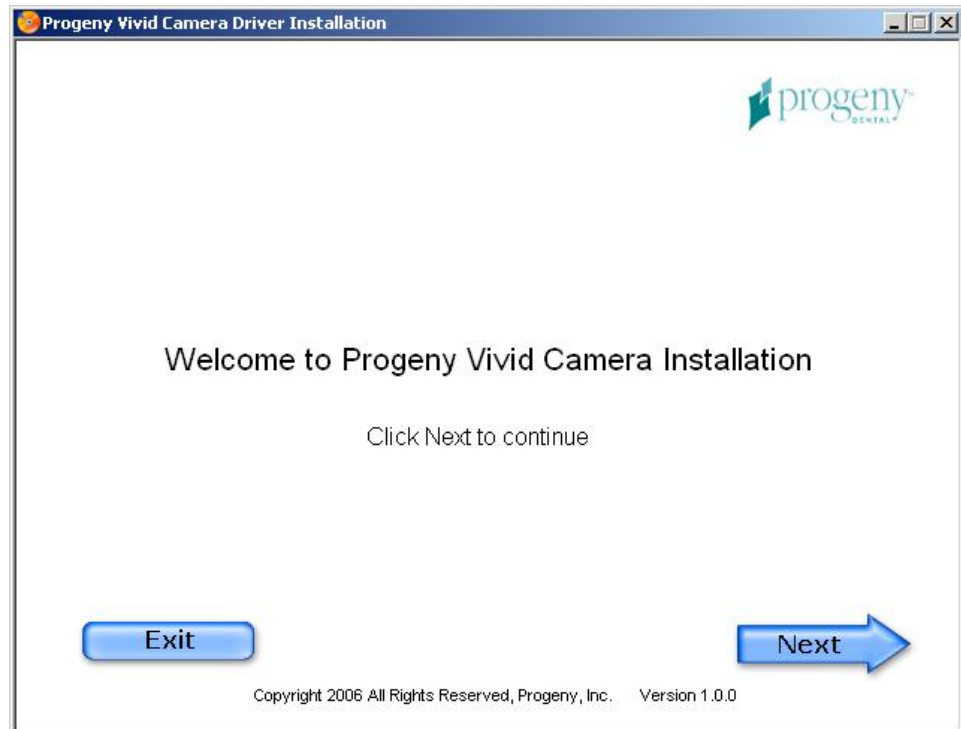 Progeny Vivid Camera Driver Installation
progeny™
DENTAL®
Welcome to Progeny Vivid Camera Installation
Click Next to continue
Exit
Next
Copyright 2006 All Rights Reserved, Progeny, Inc. Version 1.0.0